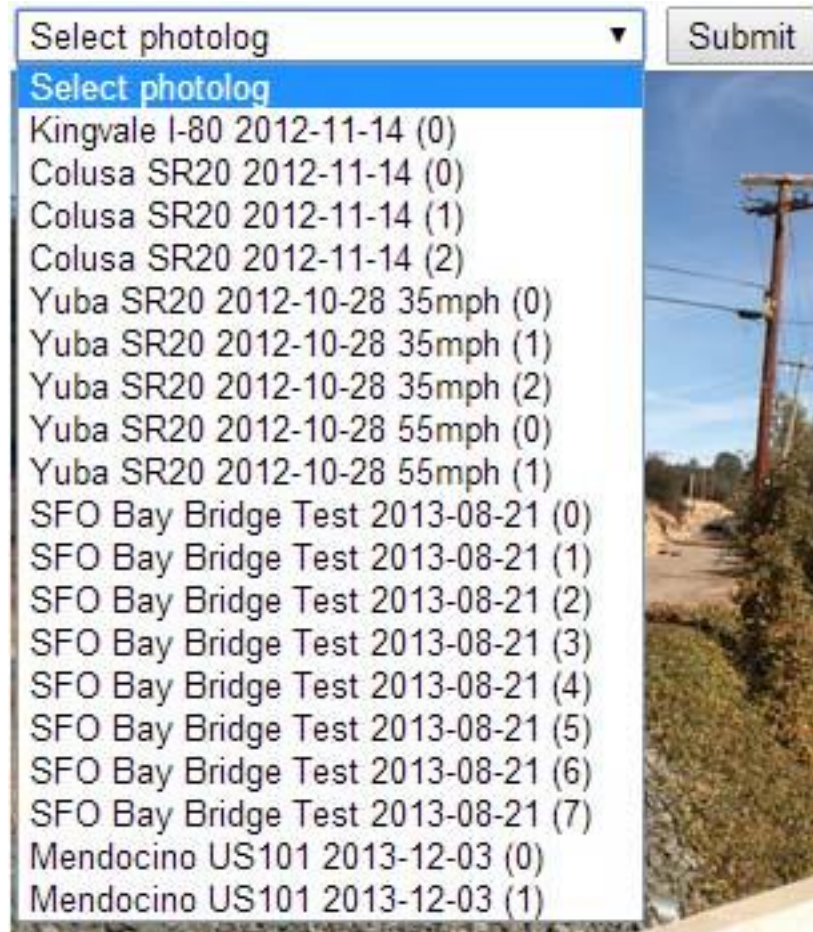 Select photolog Submit
Select photolog
Kingvale I-80 2012-11-14 (0)
Colusa SR20 2012-11-14 (0)
Colusa SR20 2012-11-14 (1)
Colusa SR20 2012-11-14 (2)
Yuba SR20 2012-10-28 35mph (0)
Yuba SR20 2012-10-28 35mph (1)
Yuba SR20 2012-10-28 35mph (2)
Yuba SR20 2012-10-28 55mph (0)
Yuba SR20 2012-10-28 55mph (1)
SFO Bay Bridge Test 2013-08-21 (0)
SFO Bay Bridge Test 2013-08-21 (1)
SFO Bay Bridge Test 2013-08-21 (2)
SFO Bay Bridge Test 2013-08-21 (3)
SFO Bay Bridge Test 2013-08-21 (4)
SFO Bay Bridge Test 2013-08-21 (5)
SFO Bay Bridge Test 2013-08-21 (6)
SFO Bay Bridge Test 2013-08-21 (7)
Mendocino US101 2013-12-03 (0)
Mendocino US101 2013-12-03 (1)